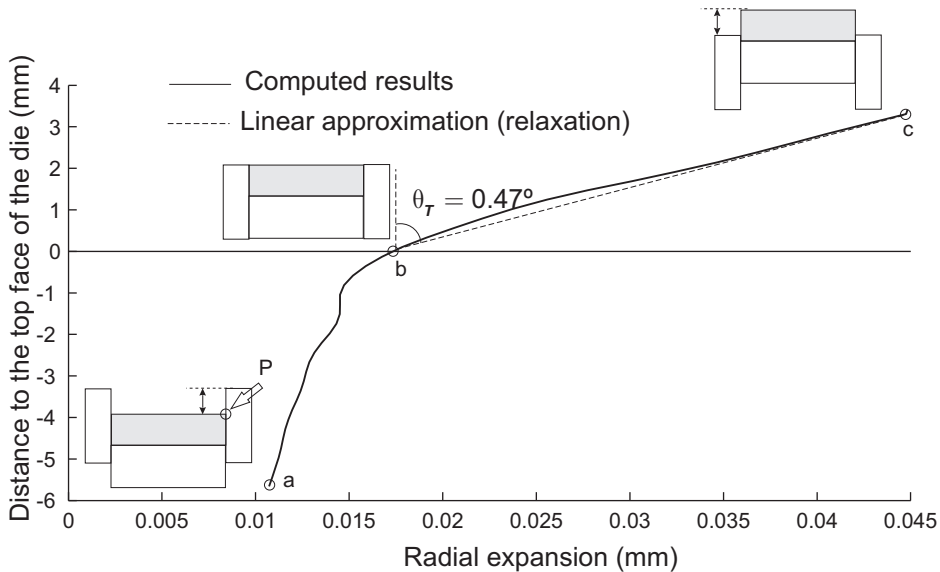 Distance to the top face of the die (mm)
4
3
2
1
0
-1
-2
-3
-4
-5
-6
Computed results
Linear approximation (relaxation)
θT = 0.47º
a
b
c
P
0 0.005 0.01 0.015 0.02 0.025 0.03 0.035 0.04 0.045
Radial expansion (mm)